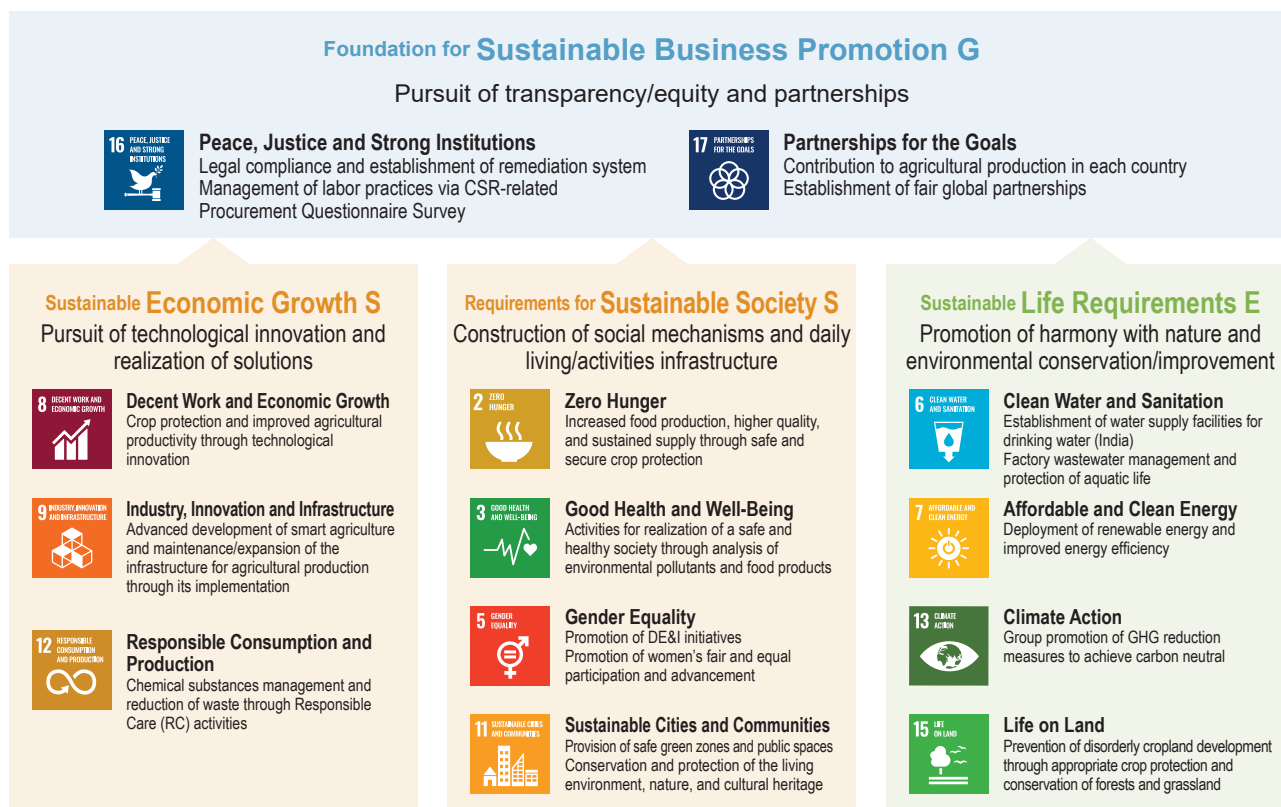 Foundation for Sustainable Business Promotion G
Pursuit of transparency/equity and partnerships
16 PEACE, JUSTICE
AND STRONG
INSTITUTIONS
Peace, Justice and Strong Institutions
Legal compliance and establishment of remediation system
Management of labor practices via CSR-related
Procurement Questionnaire Survey
17 PARTNERSHIPS
FOR THE GOALS
Partnerships for the Goals
Contribution to agricultural production in each country
Establishment of fair global partnerships
Sustainable Economic Growth S
Pursuit of technological innovation and
realization of solutions
8 DECENT WORK AND
ECONOMIC GROWTH
Decent Work and Economic Growth
Crop protection and improved agricultural
productivity through technological
innovation
9 INDUSTRY, INNOVATION
AND INFRASTRUCTURE
Industry, Innovation and Infrastructure
Advanced development of smart agriculture
and maintenance/expansion of the
infrastructure for agricultural production
through its implementation
12 RESPONSIBLE
CONSUMPTION
AND PRODUCTION
Responsible Consumption and
Production
Chemical substances management and
reduction of waste through Responsible
Care (RC) activities
Requirements for Sustainable Society S
Construction of social mechanisms and daily
living/activities infrastructure
2 ZERO
HUNGER
Zero Hunger
Increased food production, higher quality,
and sustained supply through safe and
secure crop protection
3 GOOD HEALTH
AND WELL-BEING
Good Health and Well-Being
Activities for realization of a safe and
healthy society through analysis of
environmental pollutants and food products
5 GENDER
EQUALITY
Gender Equality
Promotion of DE&I initiatives
Promotion of women's fair and equal
participation and advancement
11 SUSTAINABLE CITIES
AND COMMUNITIES
Sustainable Cities and Communities
Provision of safe green zones and public spaces
Conservation and protection of the living
environment, nature, and cultural heritage
Sustainable Life Requirements E
Promotion of harmony with nature and
environmental conservation/improvement
6 CLEAN WATER
AND SANITATION
Clean Water and Sanitation
Establishment of water supply facilities for
drinking water (India)
Factory wastewater management and
protection of aquatic life
7 AFFORDABLE AND
CLEAN ENERGY
Affordable and Clean Energy
Deployment of renewable energy and
improved energy efficiency
13 CLIMATE
ACTION
Climate Action
Group promotion of GHG reduction
measures to achieve carbon neutral
15 LIFE
ON LAND
Life on Land
Prevention of disorderly cropland development
through appropriate crop protection and
conservation of forests and grassland